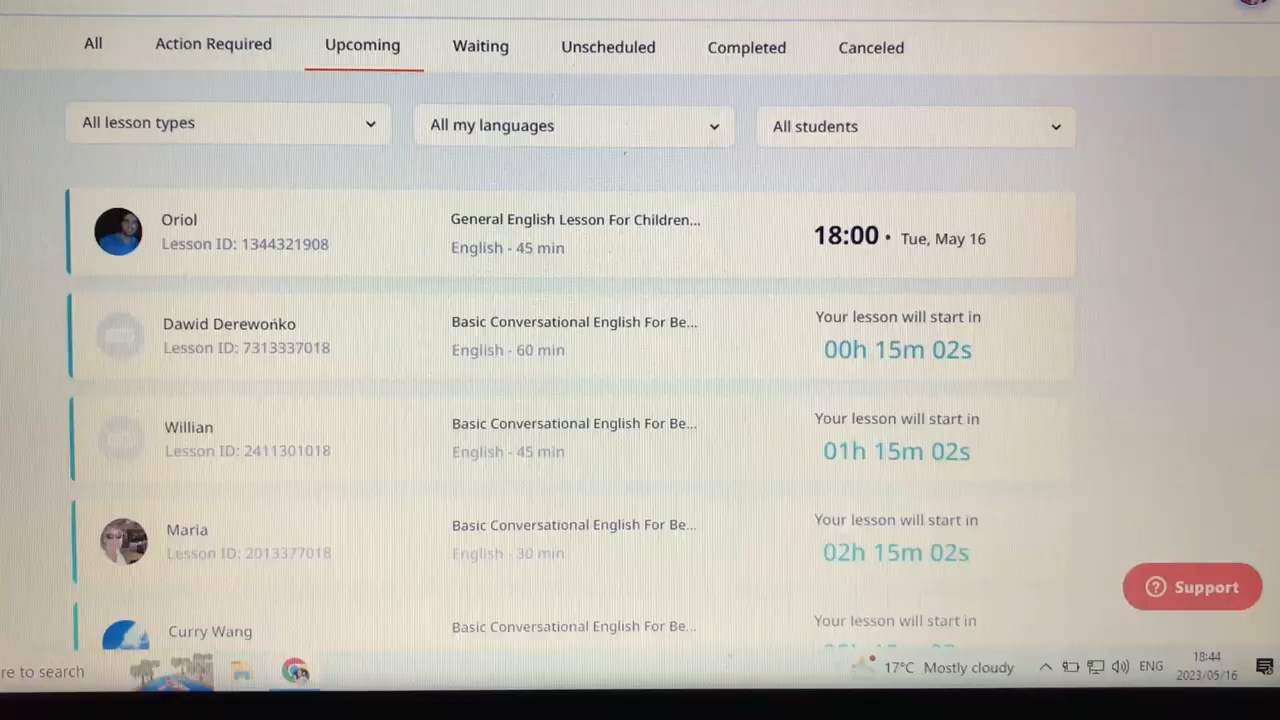 All
Action Required
Upcoming
Waiting
Unscheduled
Completed
Canceled
All lesson types
All my languages
All students
Oriol
Lesson ID: 1344321908
General English Lesson For Children...
English - 45 min
18:00 • Tue, May 16
Dawid Derewońko
Lesson ID: 7313337018
Basic Conversational English For Be...
English - 60 min
Your lesson will start in
00h 15m 02s
Willian
Lesson ID: 2411301018
Basic Conversational English For Be...
English - 45 min
Your lesson will start in
01h 15m 02s
Maria
Lesson ID: 2013377018
Basic Conversational English For Be...
English - 30 min
Your lesson will start in
02h 15m 02s
Curry Wang
Basic Conversational English For Be...
Your lesson will start in
Support
re to search
17°C Mostly cloudy
ENG
18:44
2023/05/16